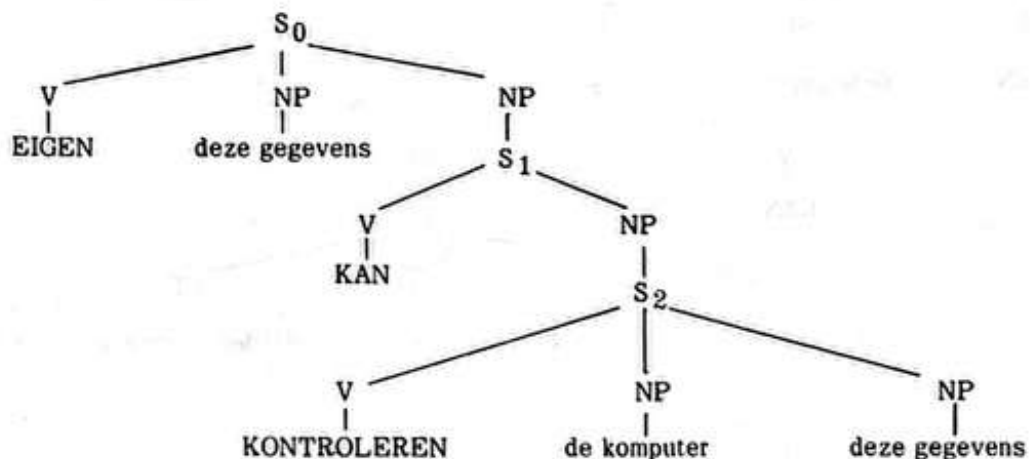 S0
V NP NP
EIGEN deze gegevens S1
V NP
KAN
S2
V NP NP
KONTROLEREN de komputer deze gegevens